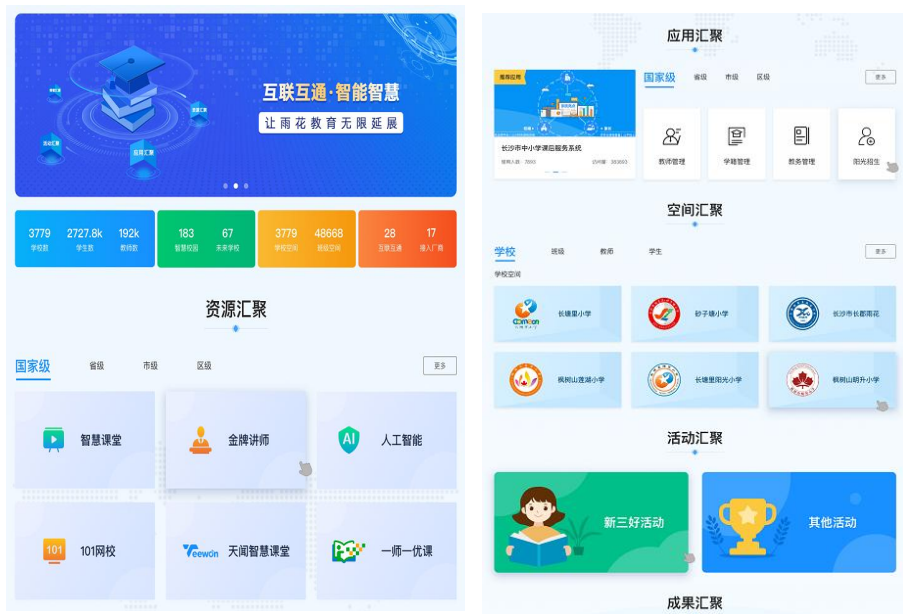 互联互通·智能智慧
让雨花教育无限延展
活动汇聚
应用汇聚
3779 2727.8k 192k
学校数 学生数 教师数
183 67
智慧校园 未来学校
3779 48668
学校空间 班级空间
28 17
互联互通 接入厂商
资源汇聚
国家级 省级 市级 区级 更多
智慧课堂 金牌讲师 AI 人工智能
101 101网校 Yeewon 天闻智慧课堂 一师一优课
应用汇聚
推荐应用
国家级 省级 市级 区级 更多
长沙市中小学课后服务系统
教师管理 学籍管理 教务管理 阳光招生
空间汇聚
学校 班级 教师 学生 更多
学校空间
长塘里小学 砂子塘小学 长沙市长郡雨花
枫树山莲湖小学 长塘里阳光小学 枫树山明升小学
活动汇聚
新三好活动 其他活动
成果汇聚